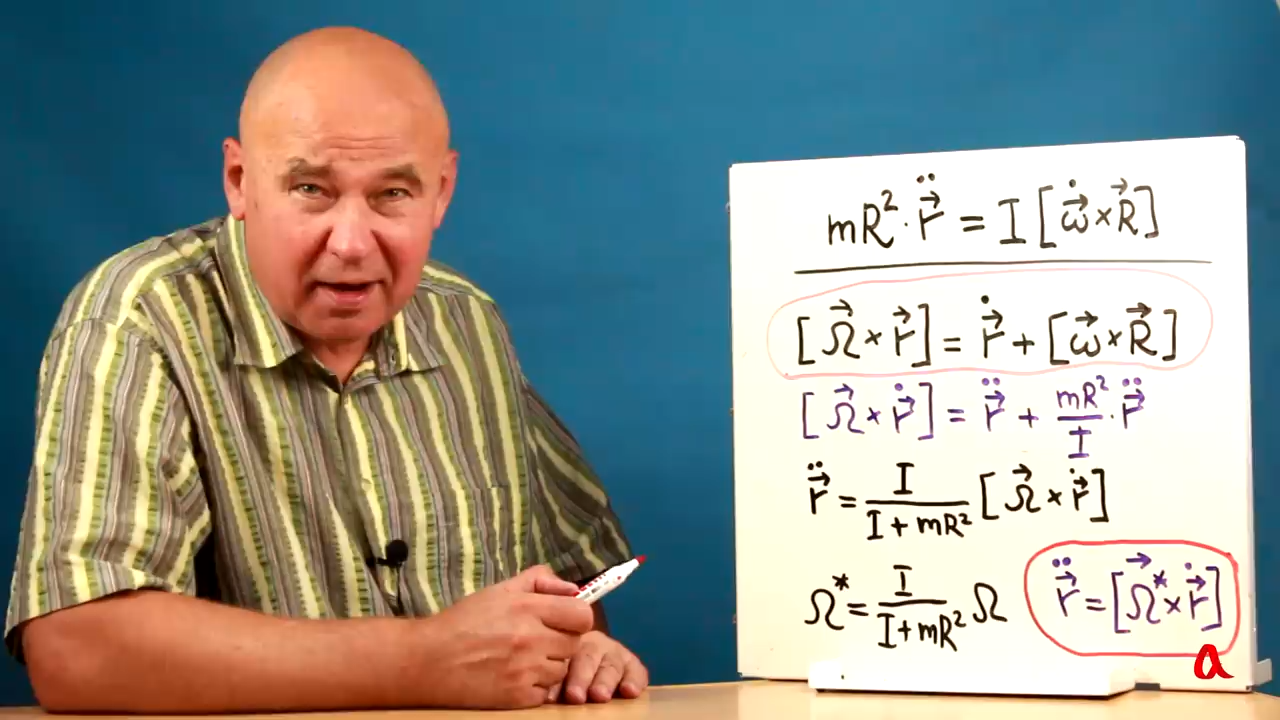 mR²·r̈⃗ = I[ω̇⃗×R⃗]
[Ω⃗×r⃗] = ṙ⃗ + [ω⃗×R⃗]
[Ω⃗×ṙ⃗] = r̈⃗ + mR²/I · r̈⃗
r̈⃗ = I/(I+mR²) [Ω⃗×ṙ⃗]
Ω* = I/(I+mR²) Ω
r̈⃗ = [Ω⃗*×ṙ⃗]
a